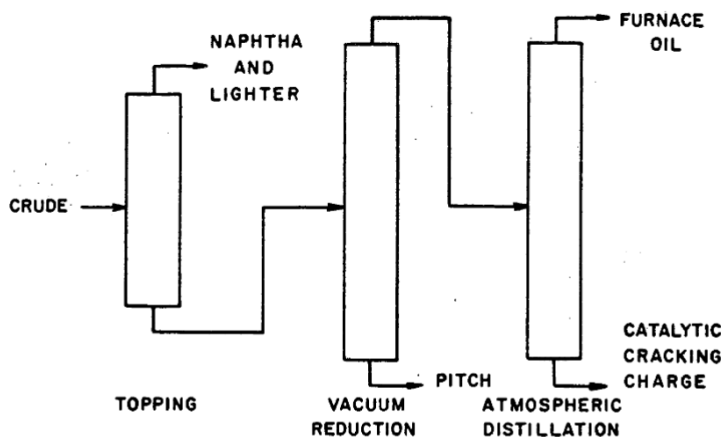 NAPHTHA
AND
LIGHTER
FURNACE
OIL
CRUDE
CATALYTIC
CRACKING
CHARGE
PITCH
TOPPING
VACUUM
REDUCTION
ATMOSPHERIC
DISTILLATION